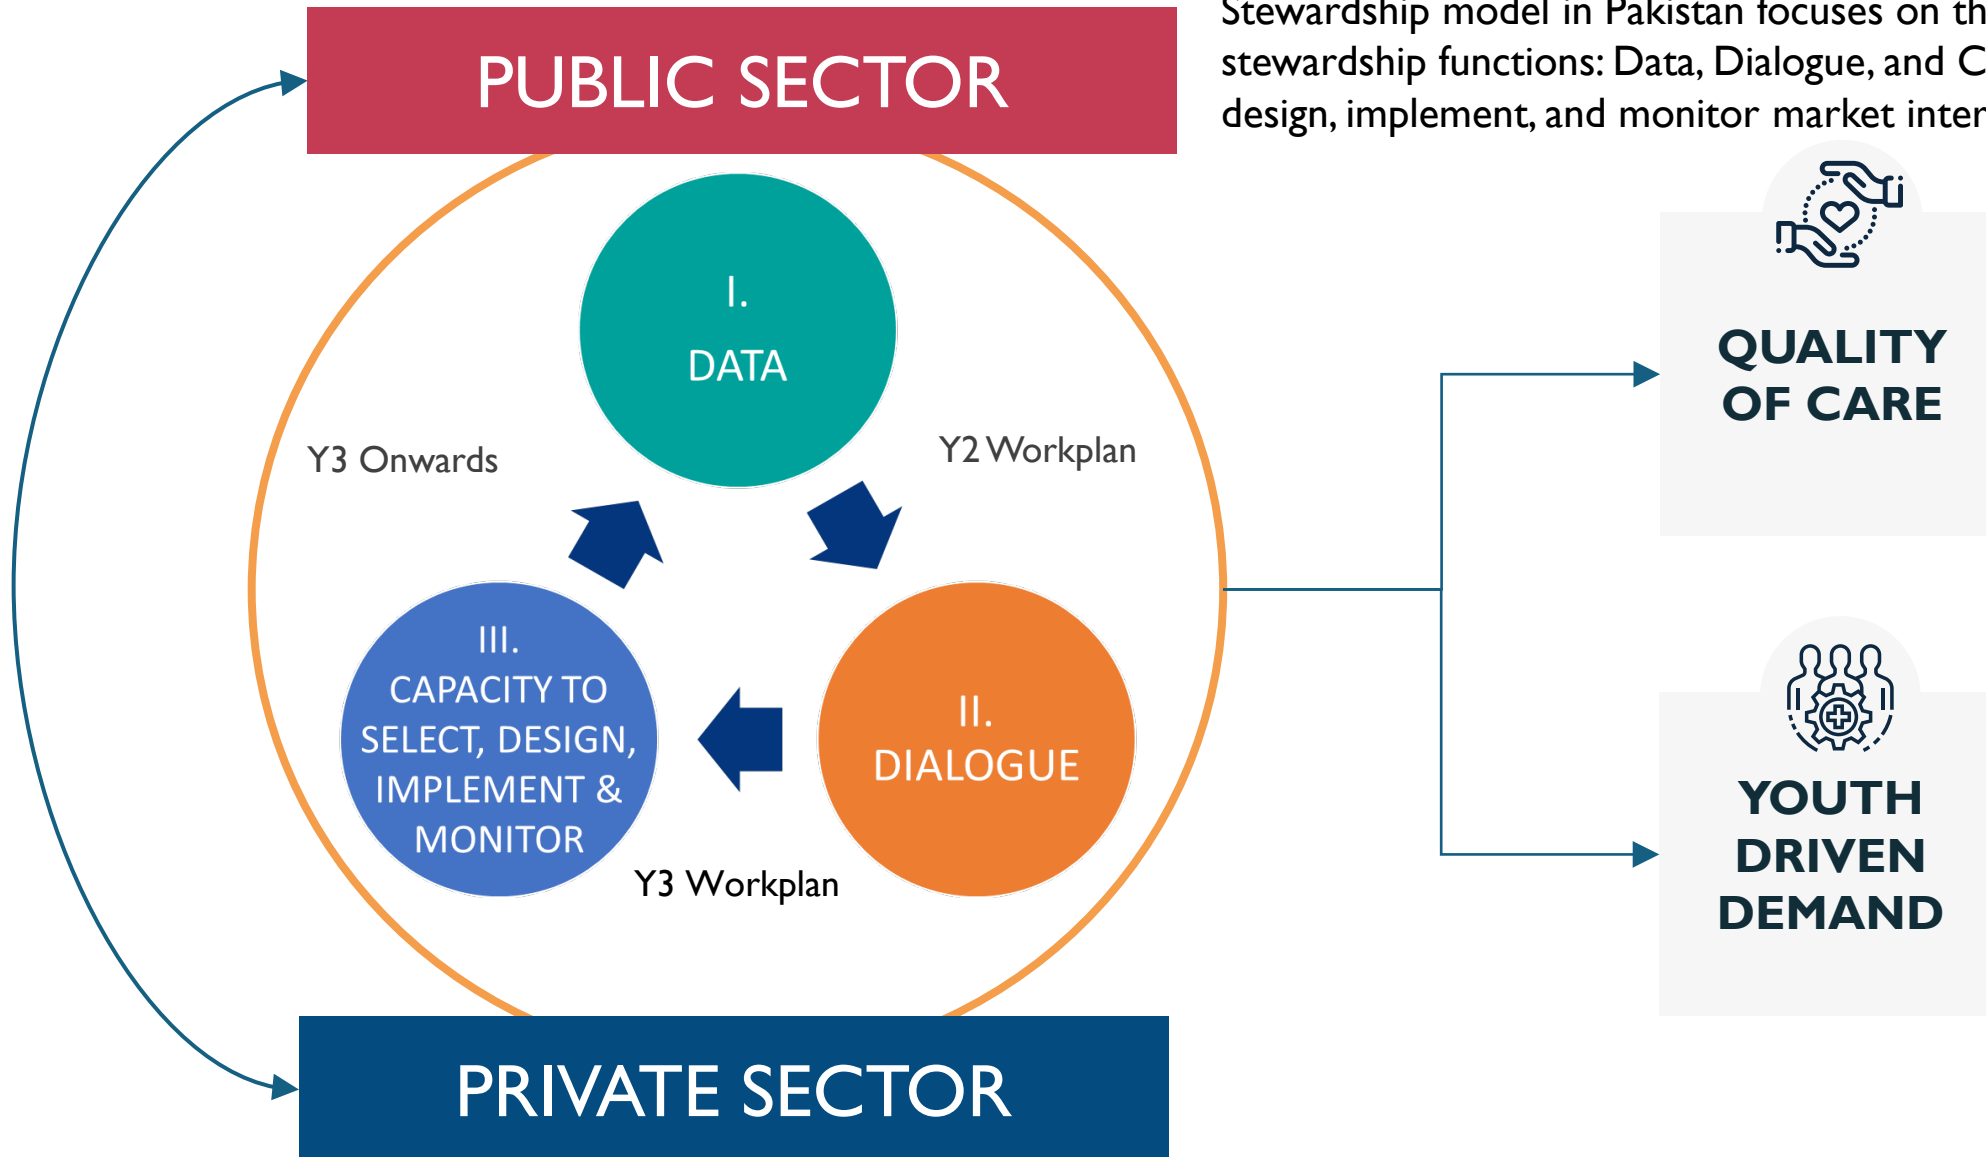 Stewardship model in Pakistan focuses on
stewardship functions: Data, Dialogue, and
design, implement, and monitor market
PUBLIC SECTOR
I.
DATA
Y3 Onwards
Y2 Workplan
III.
CAPACITY TO
SELECT, DESIGN,
IMPLEMENT &
MONITOR
II.
DIALOGUE
Y3 Workplan
PRIVATE SECTOR
QUALITY
OF CARE
YOUTH
DRIVEN
DEMAND